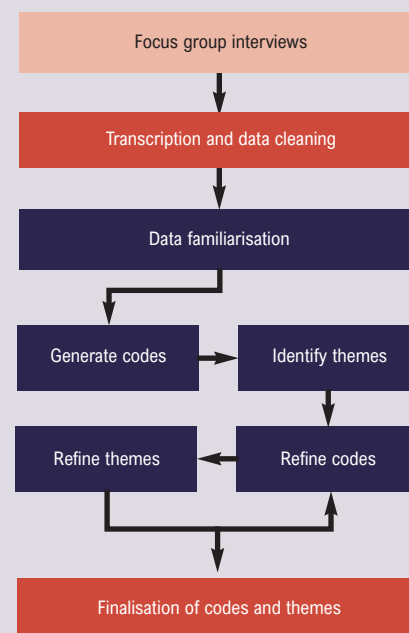 Focus group interviews
Transcription and data cleaning
Data familiarisation
Generate codes
Identify themes
Refine themes
Refine codes
Finalisation of codes and themes